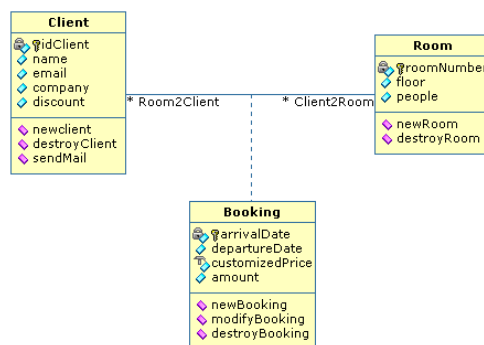 Client
idClient
name
email
company
discount
newclient
destroyClient
sendMail
* Room2Client
* Client2Room
Room
roomNumber
floor
people
newRoom
destroyRoom
Booking
arrivalDate
departureDate
customizedPrice
amount
newBooking
modifyBooking
destroyBooking